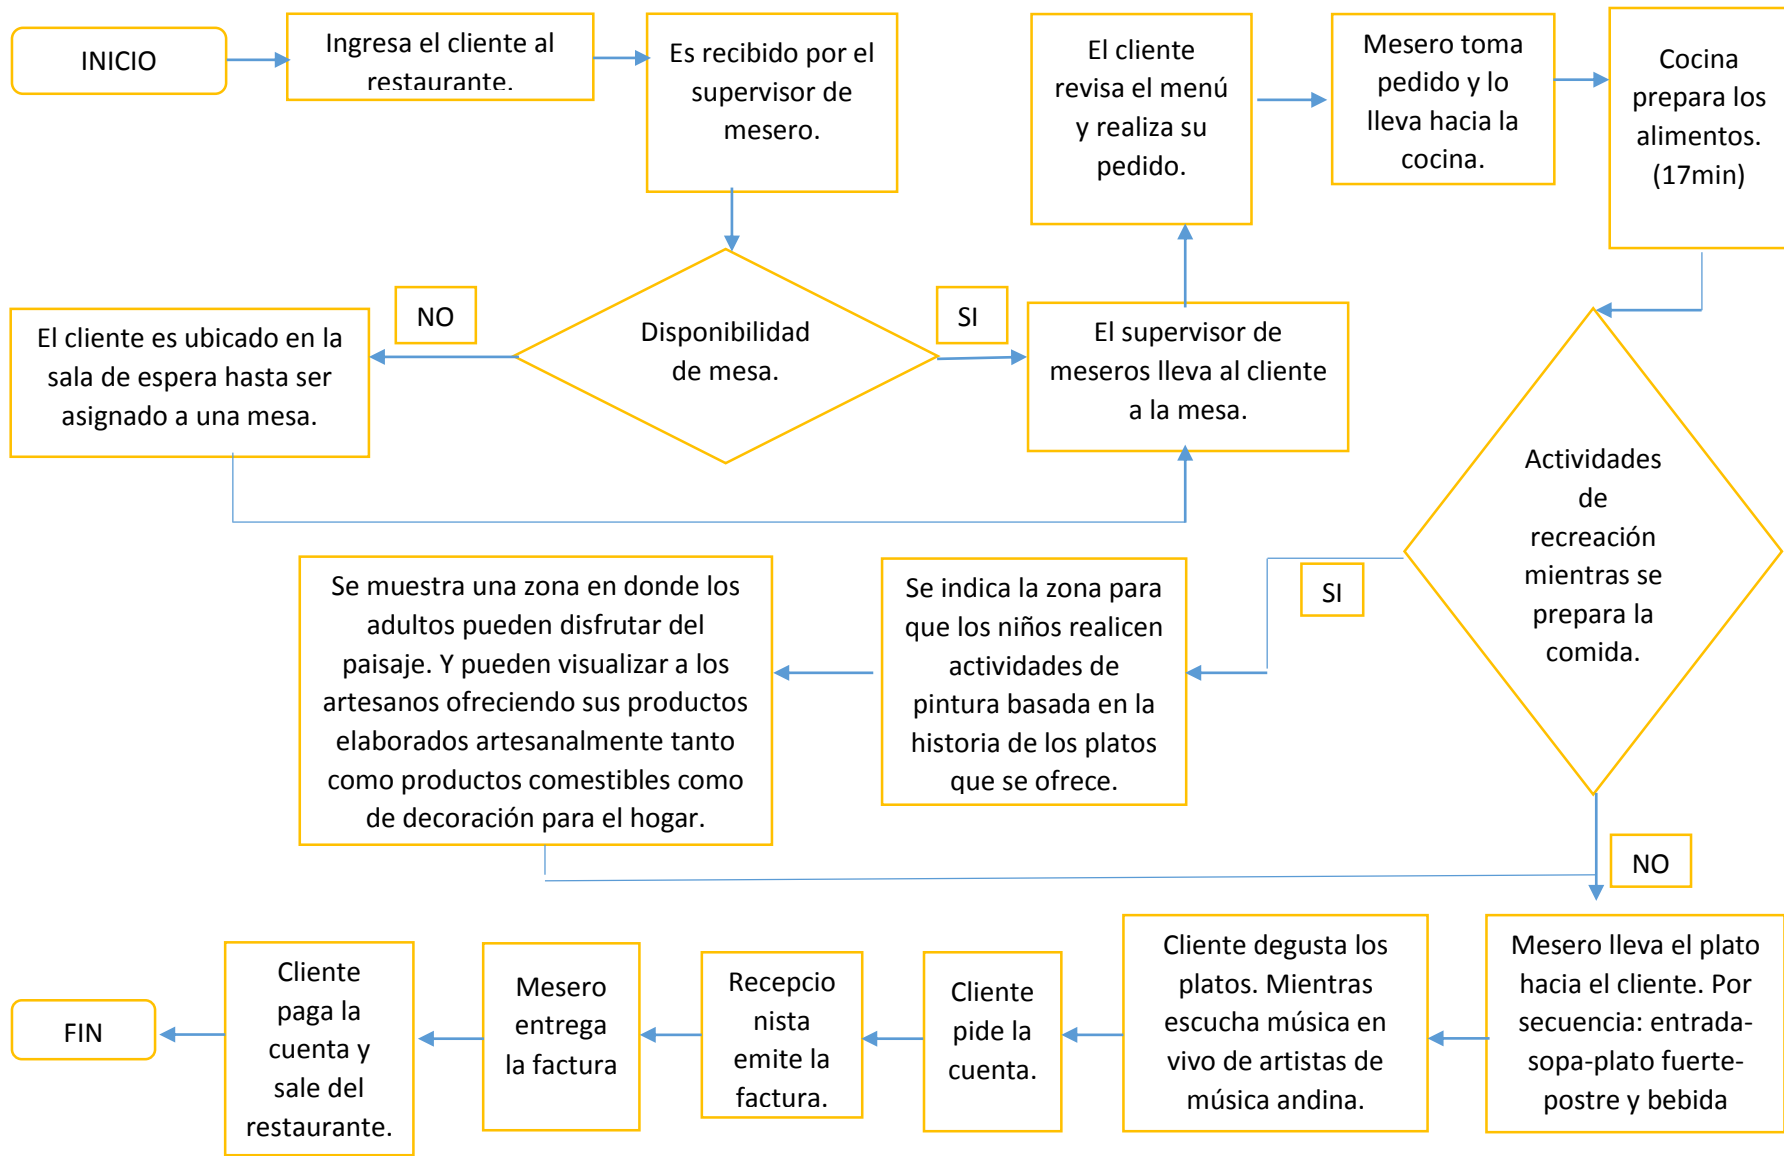 INICIO
Ingresa el cliente al
restaurante.
Es recibido por el
supervisor de
mesero.
Disponibilidad
de mesa.
NO
El cliente es ubicado en la
sala de espera hasta ser
asignado a una mesa.
SI
El supervisor de
meseros lleva al cliente
a la mesa.
El cliente
revisa el menú
y realiza su
pedido.
Mesero toma
pedido y lo
lleva hacia la
cocina.
Cocina
prepara los
alimentos.
(17min)
Actividades
de
recreación
mientras se
prepara la
comida.
SI
Se indica la zona para
que los niños realicen
actividades de
pintura basada en la
historia de los platos
que se ofrece.
Se muestra una zona en donde los
adultos pueden disfrutar del
paisaje. Y pueden visualizar a los
artesanos ofreciendo sus productos
elaborados artesanalmente tanto
como productos comestibles como
de decoración para el hogar.
NO
Mesero lleva el plato
hacia el cliente. Por
secuencia: entrada-
sopa-plato fuerte-
postre y bebida
Cliente degusta los
platos. Mientras
escucha música en
vivo de artistas de
música andina.
Cliente
pide la
cuenta.
Recepcio
nista
emite la
factura.
Mesero
entrega
la factura
Cliente
paga la
cuenta y
sale del
restaurante.
FIN